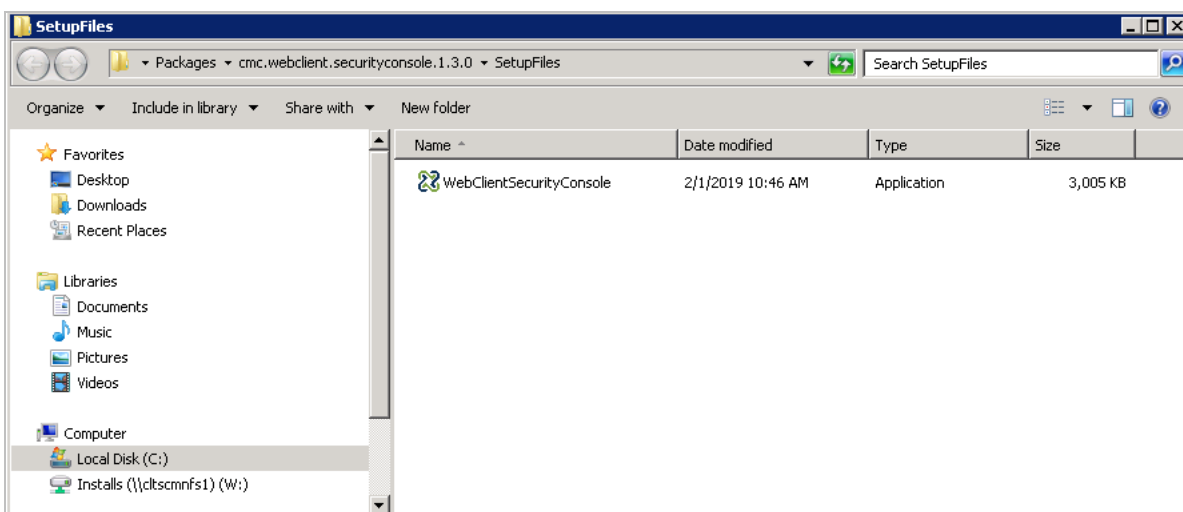 SetupFiles
Packages cmc.webclient.securityconsole.1.3.0 SetupFiles Search SetupFiles
Organize Include in library Share with New folder
Name Date modified Type Size
WebClientSecurityConsole 2/1/2019 10:46 AM Application 3,005 KB
Favorites
Desktop
Downloads
Recent Places
Libraries
Documents
Music
Pictures
Videos
Computer
Local Disk (C:)
Installs (\\cltscmnfs1) (W:)